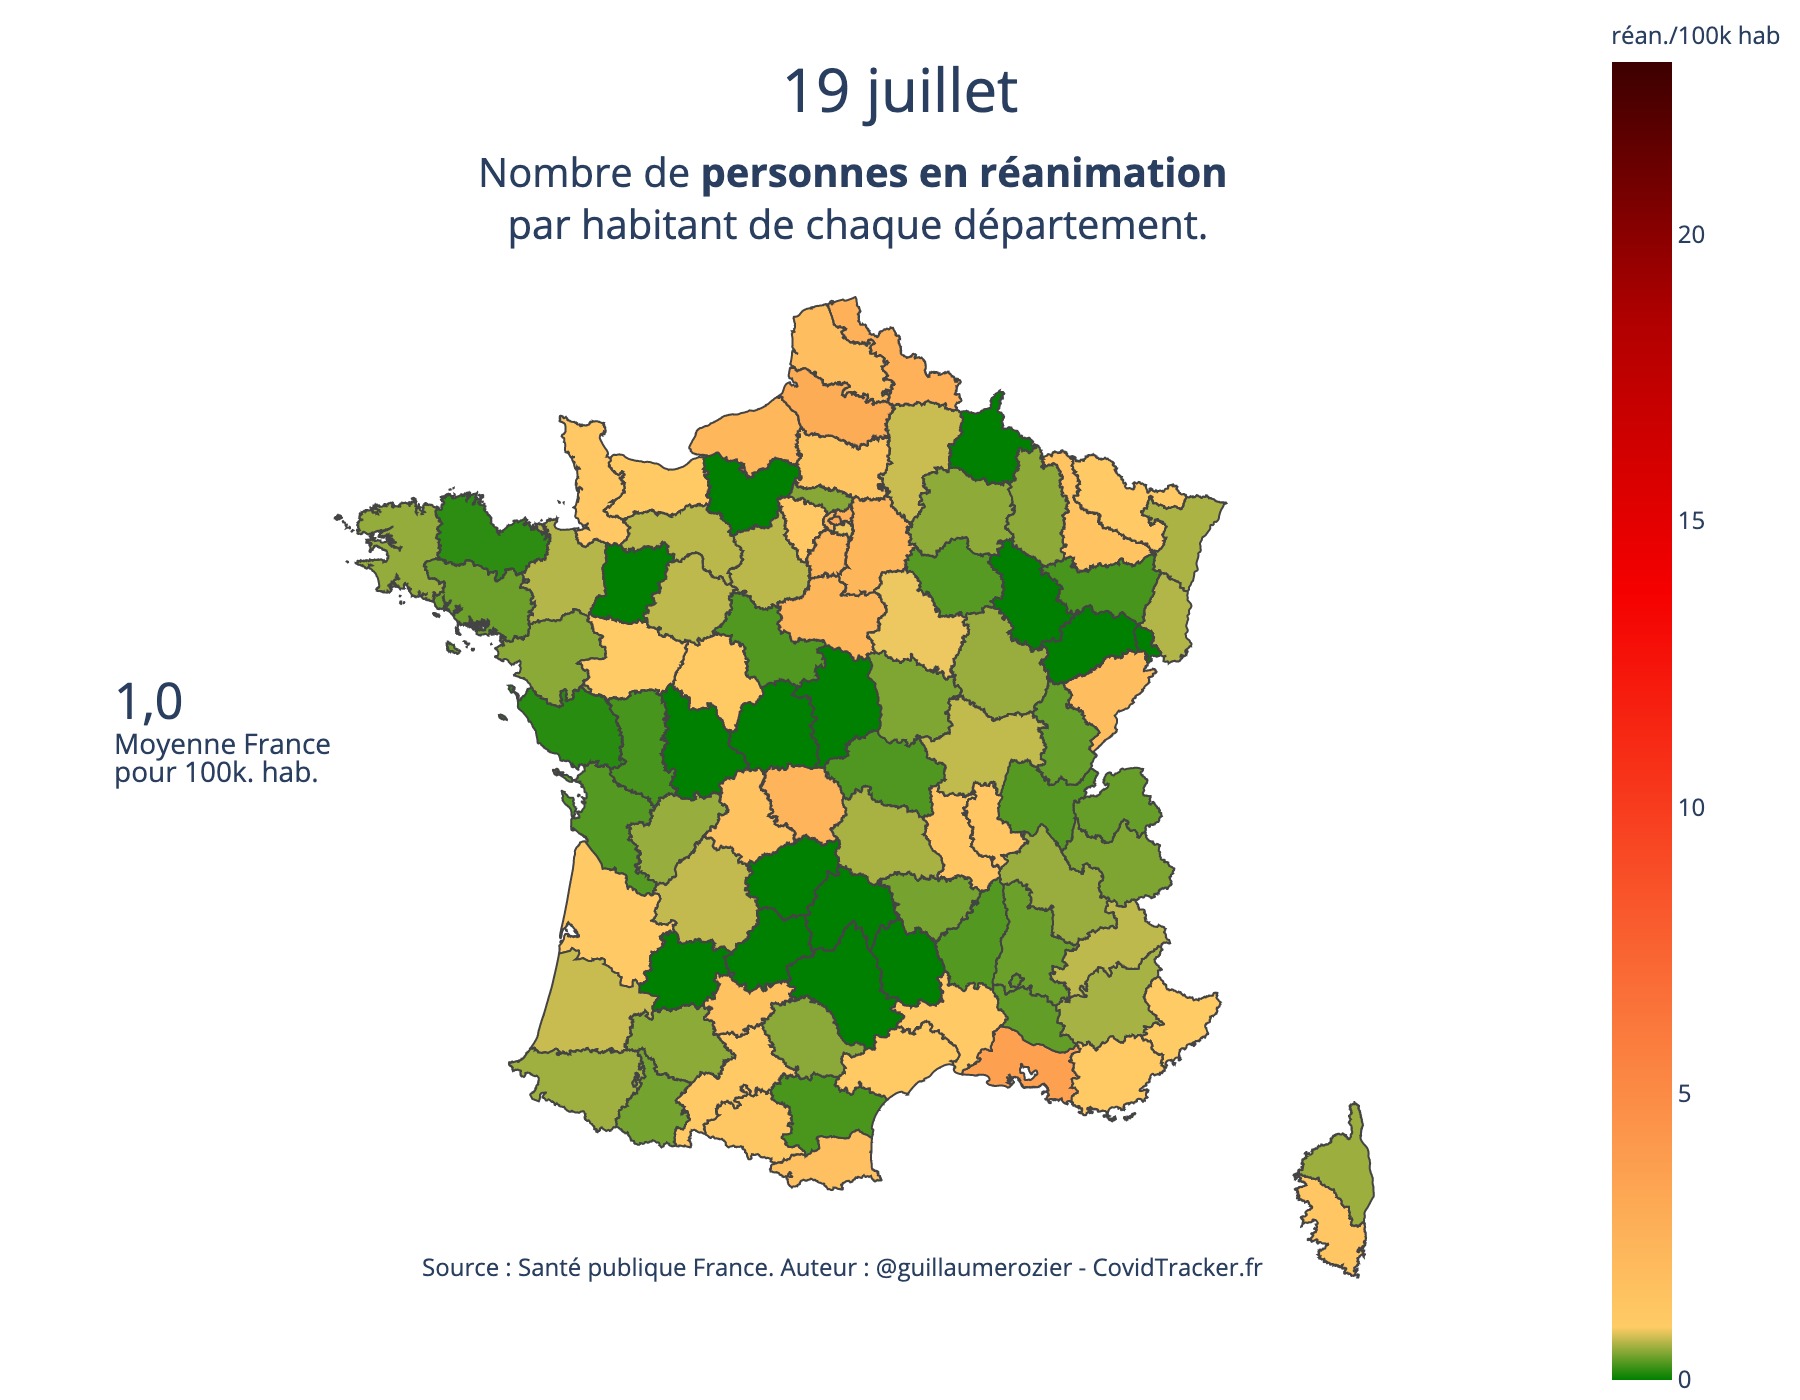 réan./100k hab
19 juillet
Nombre de personnes en réanimation
par habitant de chaque département.
20
15
1,0
Moyenne France
pour 100k. hab.
10
5
Source : Santé publique France. Auteur : @guillaumerozier - CovidTracker.fr
0